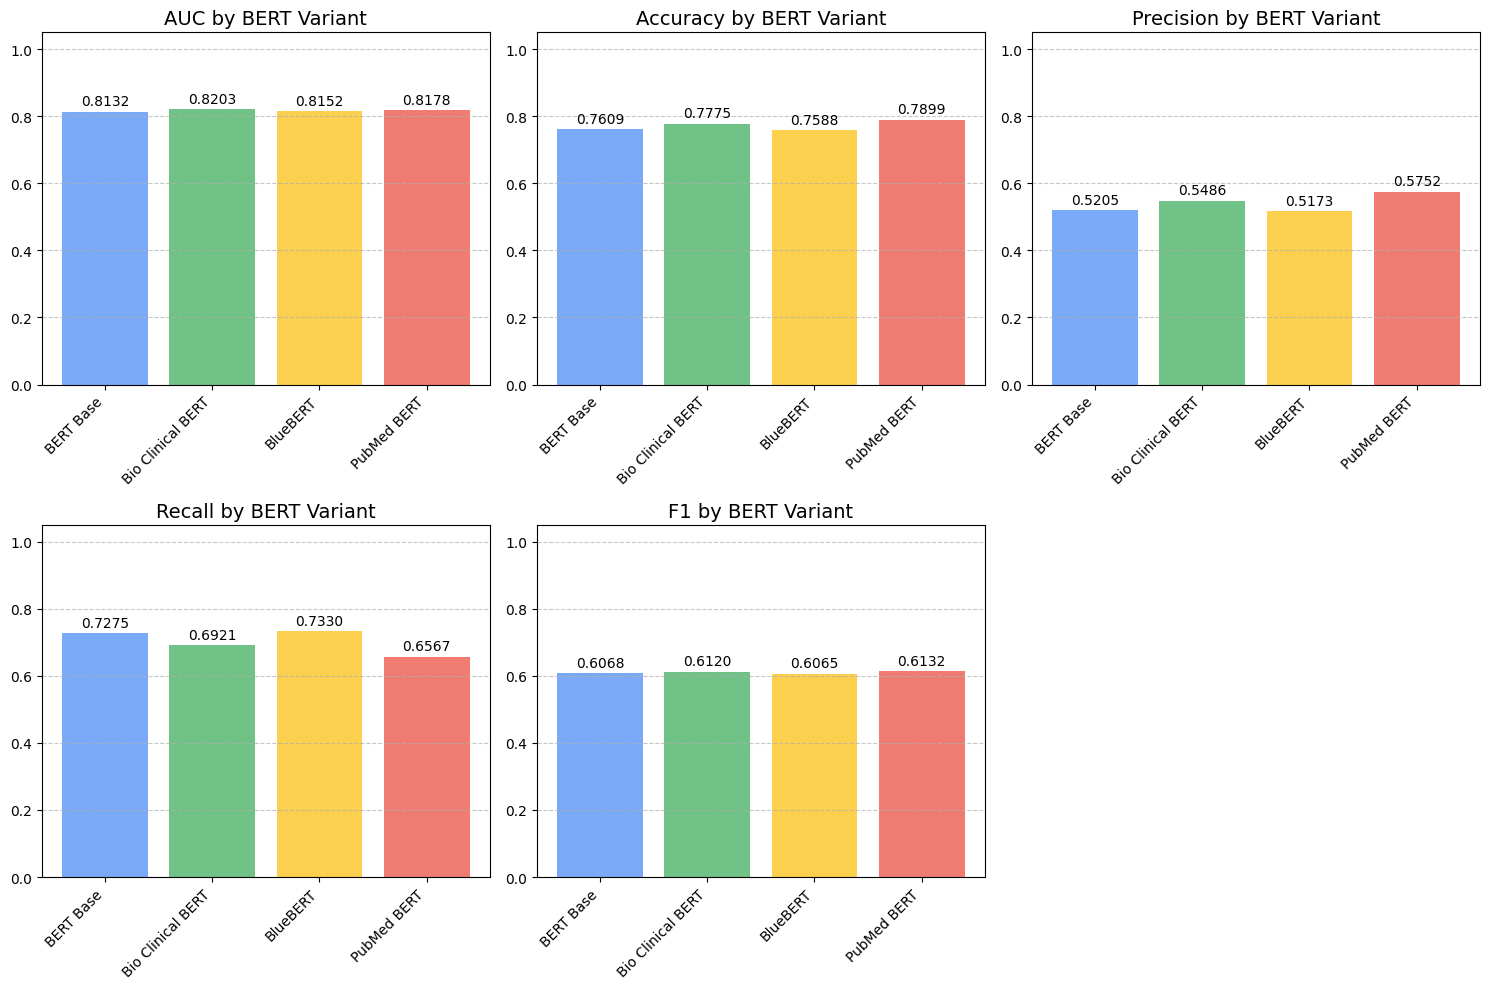 AUC by BERT Variant
1.0
0.8
0.6
0.4
0.2
0.0
0.8132
0.8203
0.8152
0.8178
BERT Base
Bio Clinical BERT
BlueBERT
PubMed BERT
Accuracy by BERT Variant
1.0
0.8
0.6
0.4
0.2
0.0
0.7609
0.7775
0.7588
0.7899
BERT Base
Bio Clinical BERT
BlueBERT
PubMed BERT
Precision by BERT Variant
1.0
0.8
0.6
0.4
0.2
0.0
0.5205
0.5486
0.5173
0.5752
BERT Base
Bio Clinical BERT
BlueBERT
PubMed BERT
Recall by BERT Variant
1.0
0.8
0.6
0.4
0.2
0.0
0.7275
0.6921
0.7330
0.6567
BERT Base
Bio Clinical BERT
BlueBERT
PubMed BERT
F1 by BERT Variant
1.0
0.8
0.6
0.4
0.2
0.0
0.6068
0.6120
0.6065
0.6132
BERT Base
Bio Clinical BERT
BlueBERT
PubMed BERT